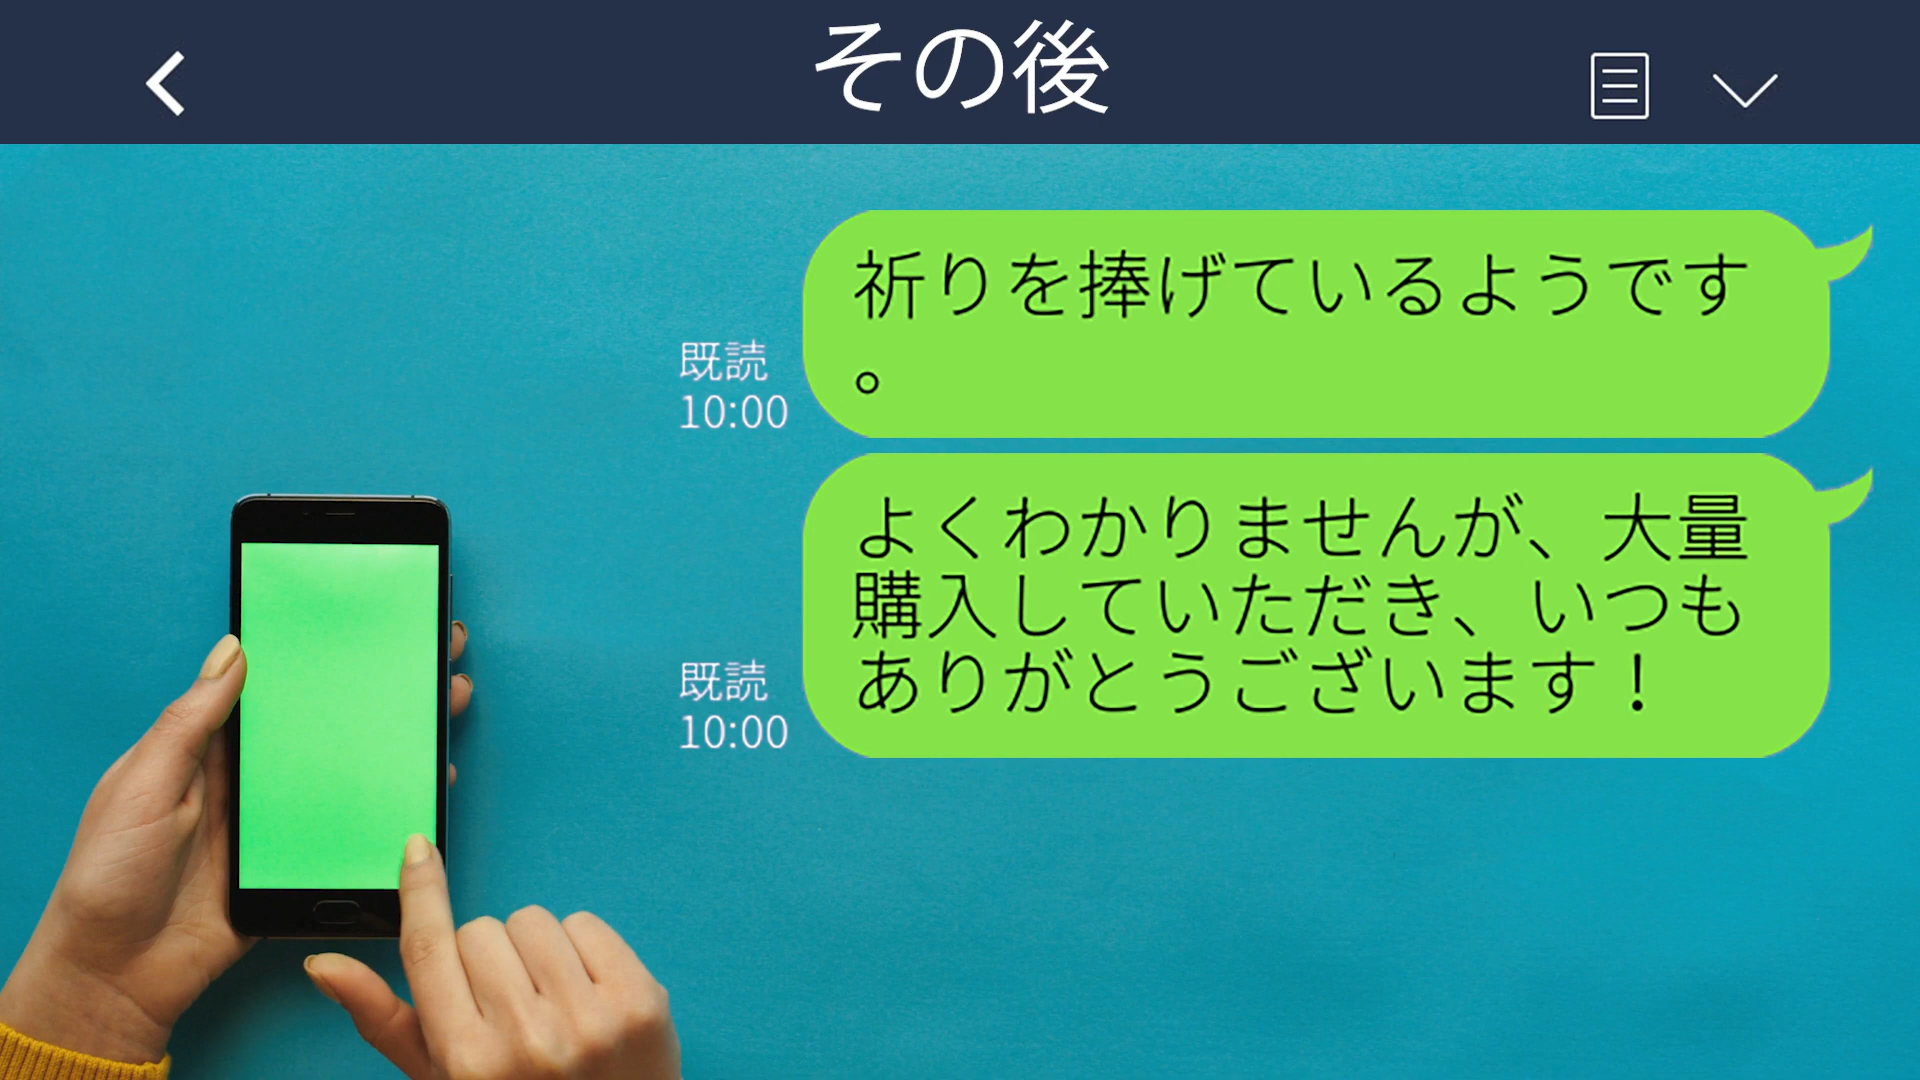 その後
祈りを捧げているようです
。
既読
10:00
よくわかりませんが、大量
購入していただき、いつも
ありがとうございます！
既読
10:00